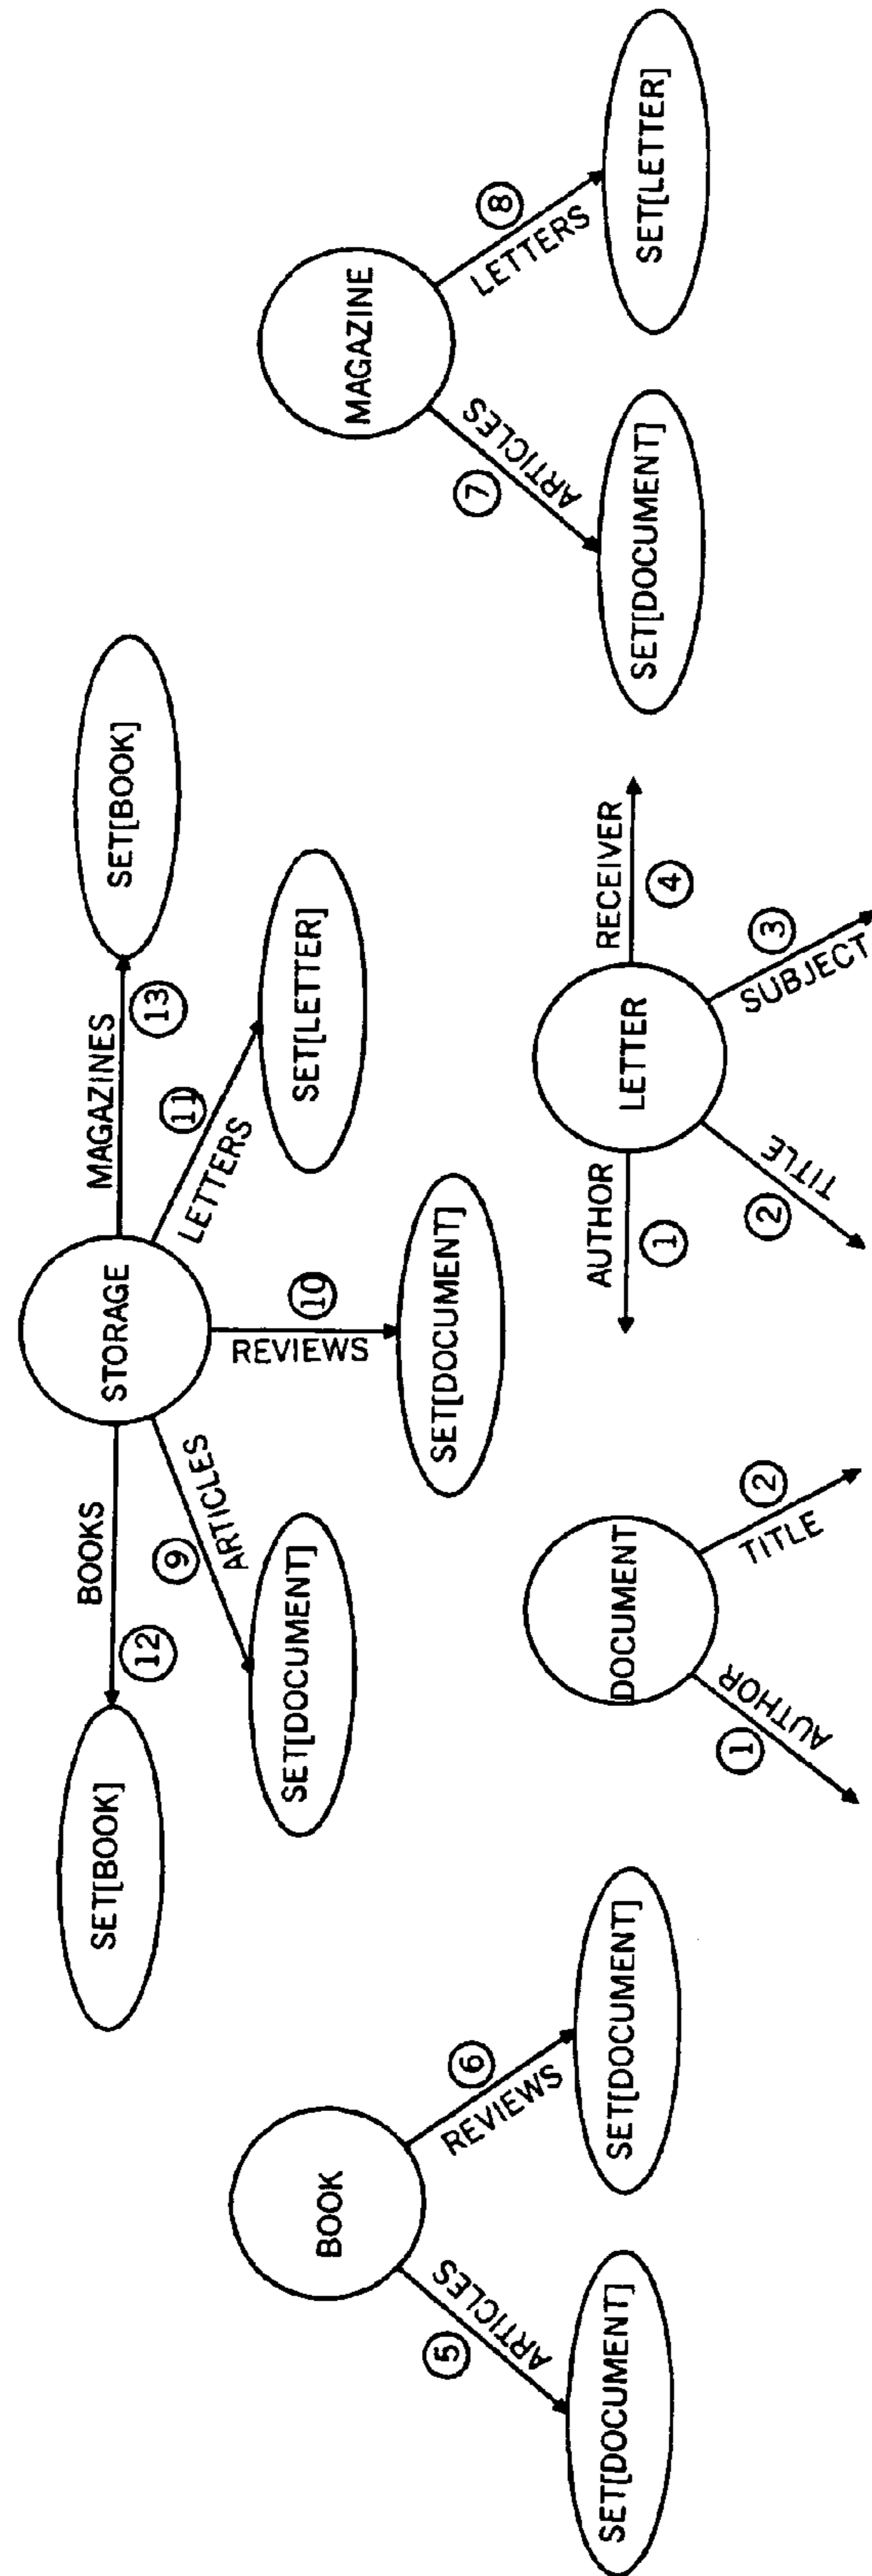 STORAGE
BOOKS
12
SET[BOOK]
ARTICLES
9
SET[DOCUMENT]
REVIEWS
10
SET[DOCUMENT]
LETTERS
11
SET[LETTER]
MAGAZINES
13
SET[BOOK]
BOOK
ARTICLES
5
SET[DOCUMENT]
REVIEWS
6
SET[DOCUMENT]
DOCUMENT
AUTHOR
1
TITLE
2
LETTER
AUTHOR
1
TITLE
2
SUBJECT
3
RECEIVER
4
MAGAZINE
ARTICLES
7
SET[DOCUMENT]
LETTERS
8
SET[LETTER]